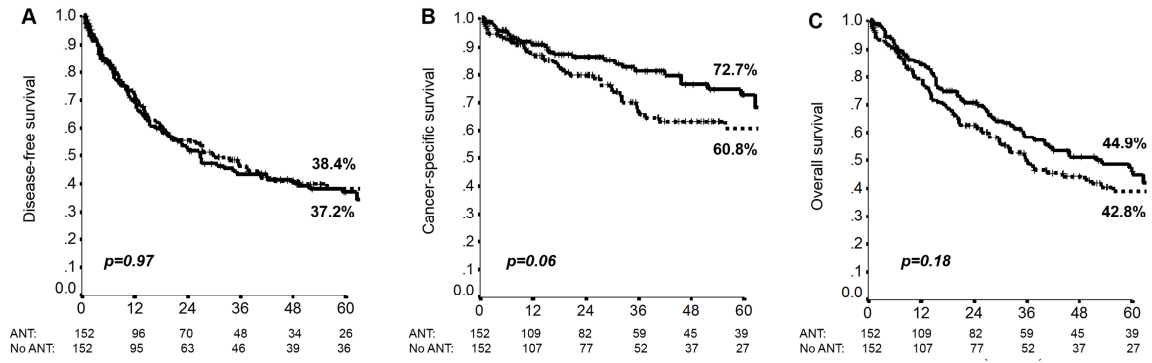 A
Disease-free survival
1.0
.9
.8
.7
.6
.5
.4
.3
.2
.1
0.0
38.4%
37.2%
p=0.97
0 12 24 36 48 60
ANT: 152 96 70 48 34 26
No ANT: 152 95 63 46 39 36
B
Cancer-specific survival
1.0
.9
.8
.7
.6
.5
.4
.3
.2
.1
0.0
72.7%
60.8%
p=0.06
0 12 24 36 48 60
ANT: 152 109 82 59 45 39
No ANT: 152 107 77 52 37 27
C
Overall survival
1.0
.9
.8
.7
.6
.5
.4
.3
.2
.1
0.0
44.9%
42.8%
p=0.18
0 12 24 36 48 60
ANT: 152 109 82 59 45 39
No ANT: 152 107 77 52 37 27